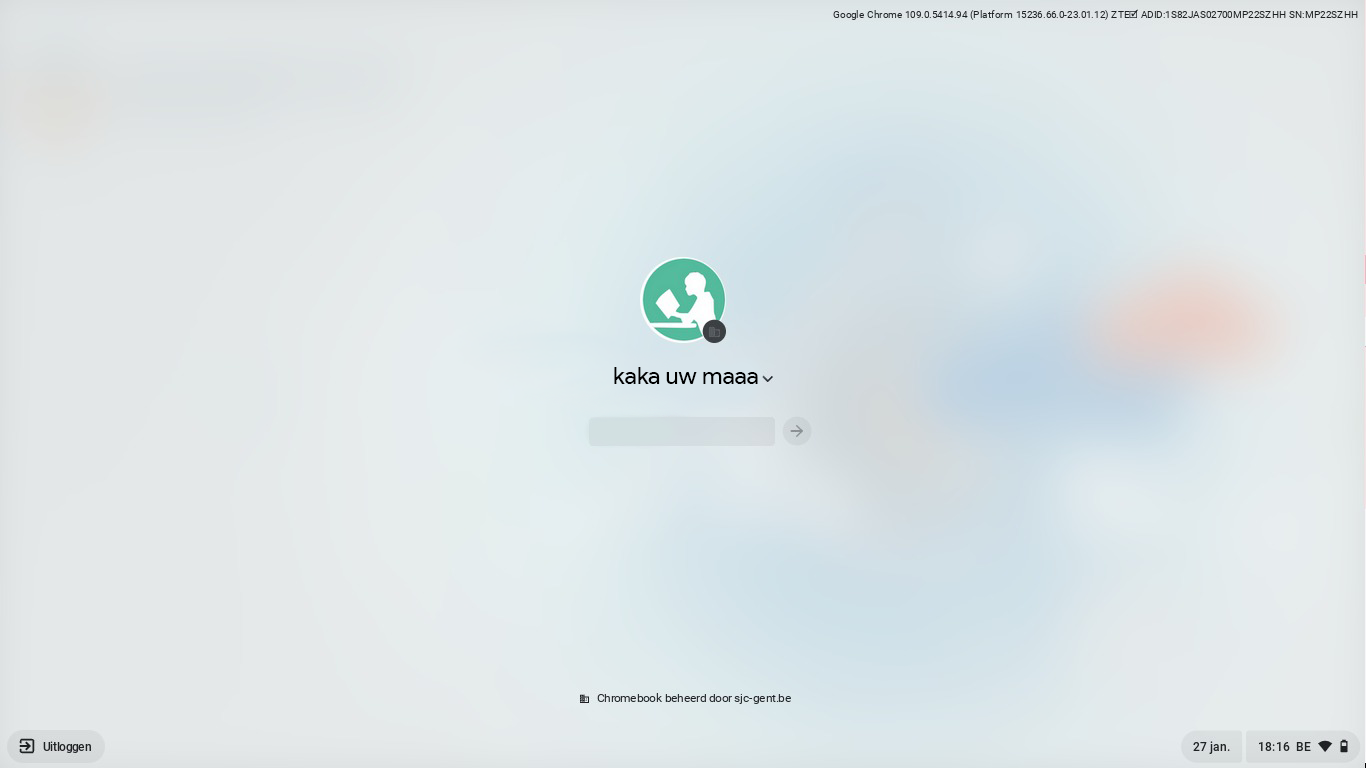 Google Chrome 109.0.5414.94 (Platform 15236.66.0-23.01.12) ZTE☑ ADID:1S82JAS02700MP22SZHH SN:MP22SZHH
kaka uw maaa
Chromebook beheerd door sjc-gent.be
Uitloggen
27 jan.
18:16 BE